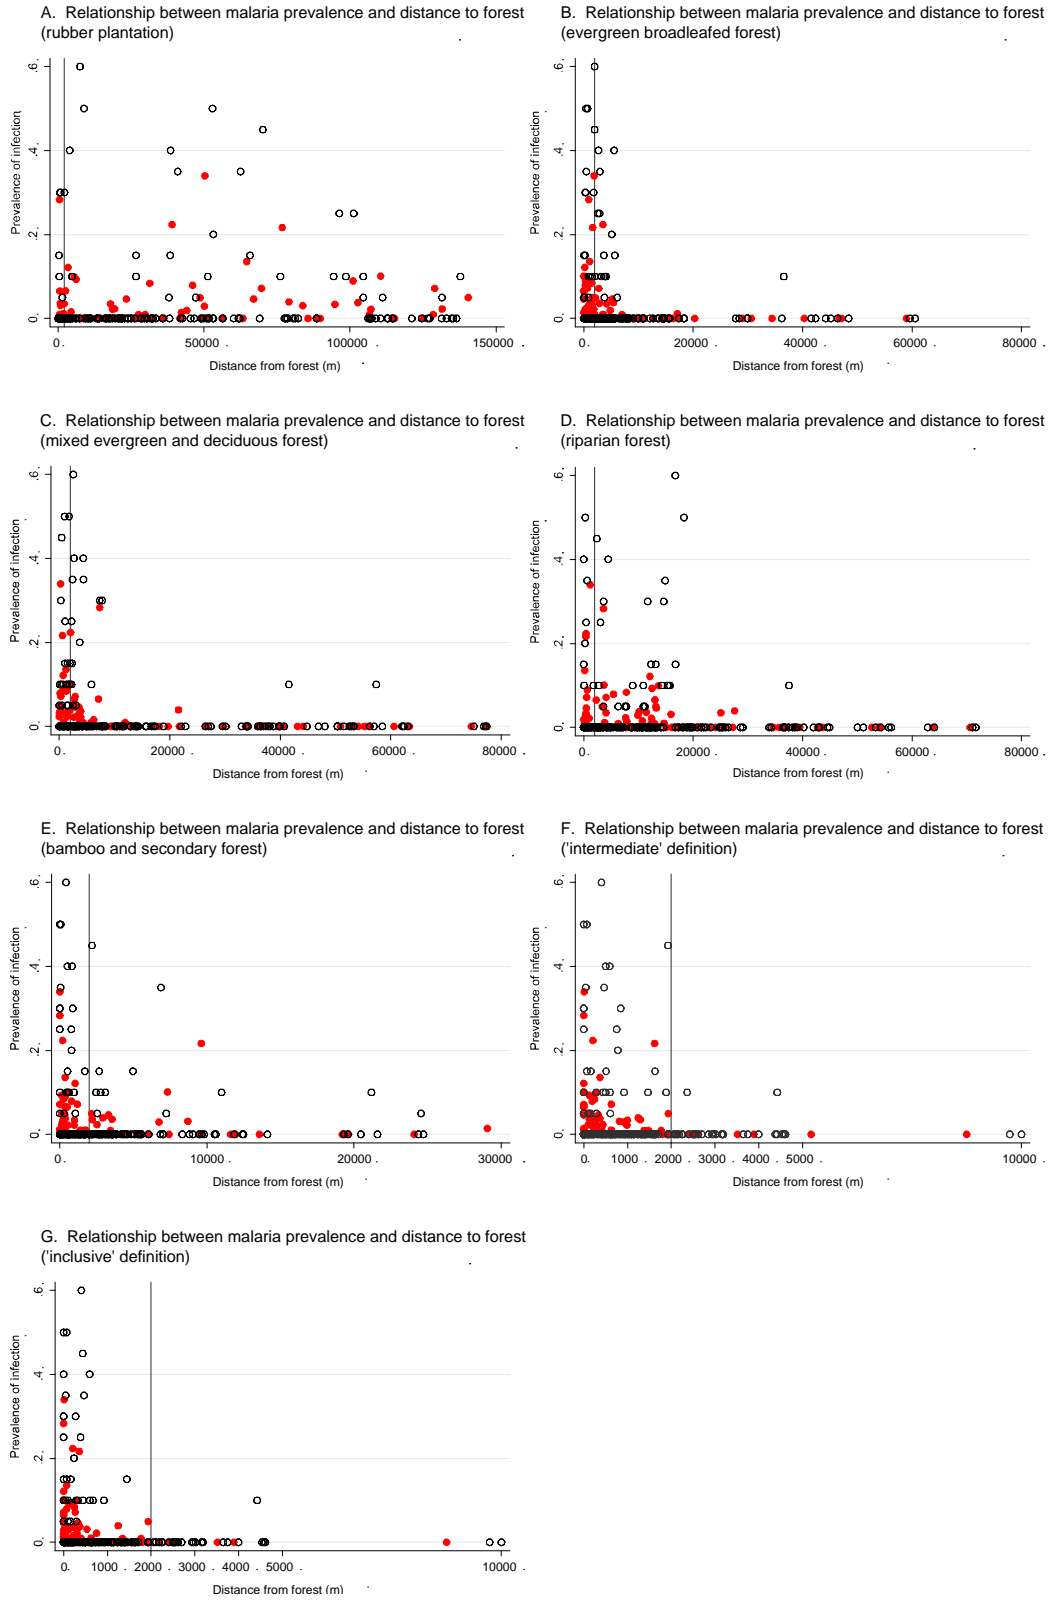 A. Relationship between malaria prevalence and distance to forest
(rubber plantation)
Prevalence of infection
.6.
.4.
.2.
0.
0. 50000 . 100000 . 150000 .
Distance from forest (m)
B. Relationship between malaria prevalence and distance to forest
(evergreen broadleafed forest)
Prevalence of infection
.6.
.4.
.2.
0.
0. 20000 . 40000 . 60000 . 80000 .
Distance from forest (m)
C. Relationship between malaria prevalence and distance to forest
(mixed evergreen and deciduous forest)
Prevalence of infection
.6.
.4.
.2.
0.
0. 20000 . 40000 . 60000 . 80000 .
Distance from forest (m)
D. Relationship between malaria prevalence and distance to forest
(riparian forest)
Prevalence of infection
.6.
.4.
.2.
0.
0. 20000 . 40000 . 60000 . 80000 .
Distance from forest (m)
E. Relationship between malaria prevalence and distance to forest
(bamboo and secondary forest)
Prevalence of infection
.6.
.4.
.2.
0.
0. 10000 . 20000 . 30000 .
Distance from forest (m)
F. Relationship between malaria prevalence and distance to forest
('intermediate' definition)
Prevalence of infection
.6.
.4.
.2.
0.
0. 1000 . 2000 . 3000 . 4000 . 5000 . 10000 .
Distance from forest (m)
G. Relationship between malaria prevalence and distance to forest
('inclusive' definition)
Prevalence of infection
.6.
.4.
.2.
0.
0. 1000 . 2000 . 3000 . 4000 . 5000 . 10000 .
Distance from forest (m)